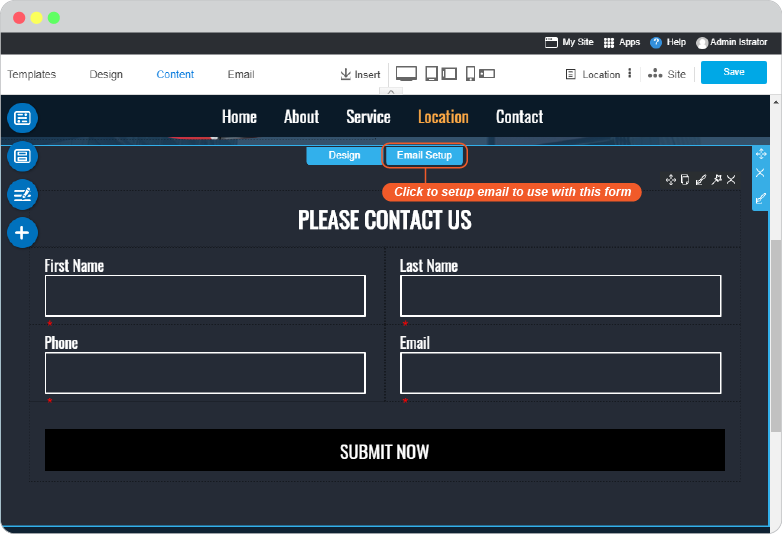 My Site Apps ? Help Admin Istrator
Templates Design Content Email Insert Location Site Save
Home About Service Location Contact
Design Email Setup
Click to setup email to use with this form
PLEASE CONTACT US
First Name Last Name
* *
Phone Email
* *
SUBMIT NOW